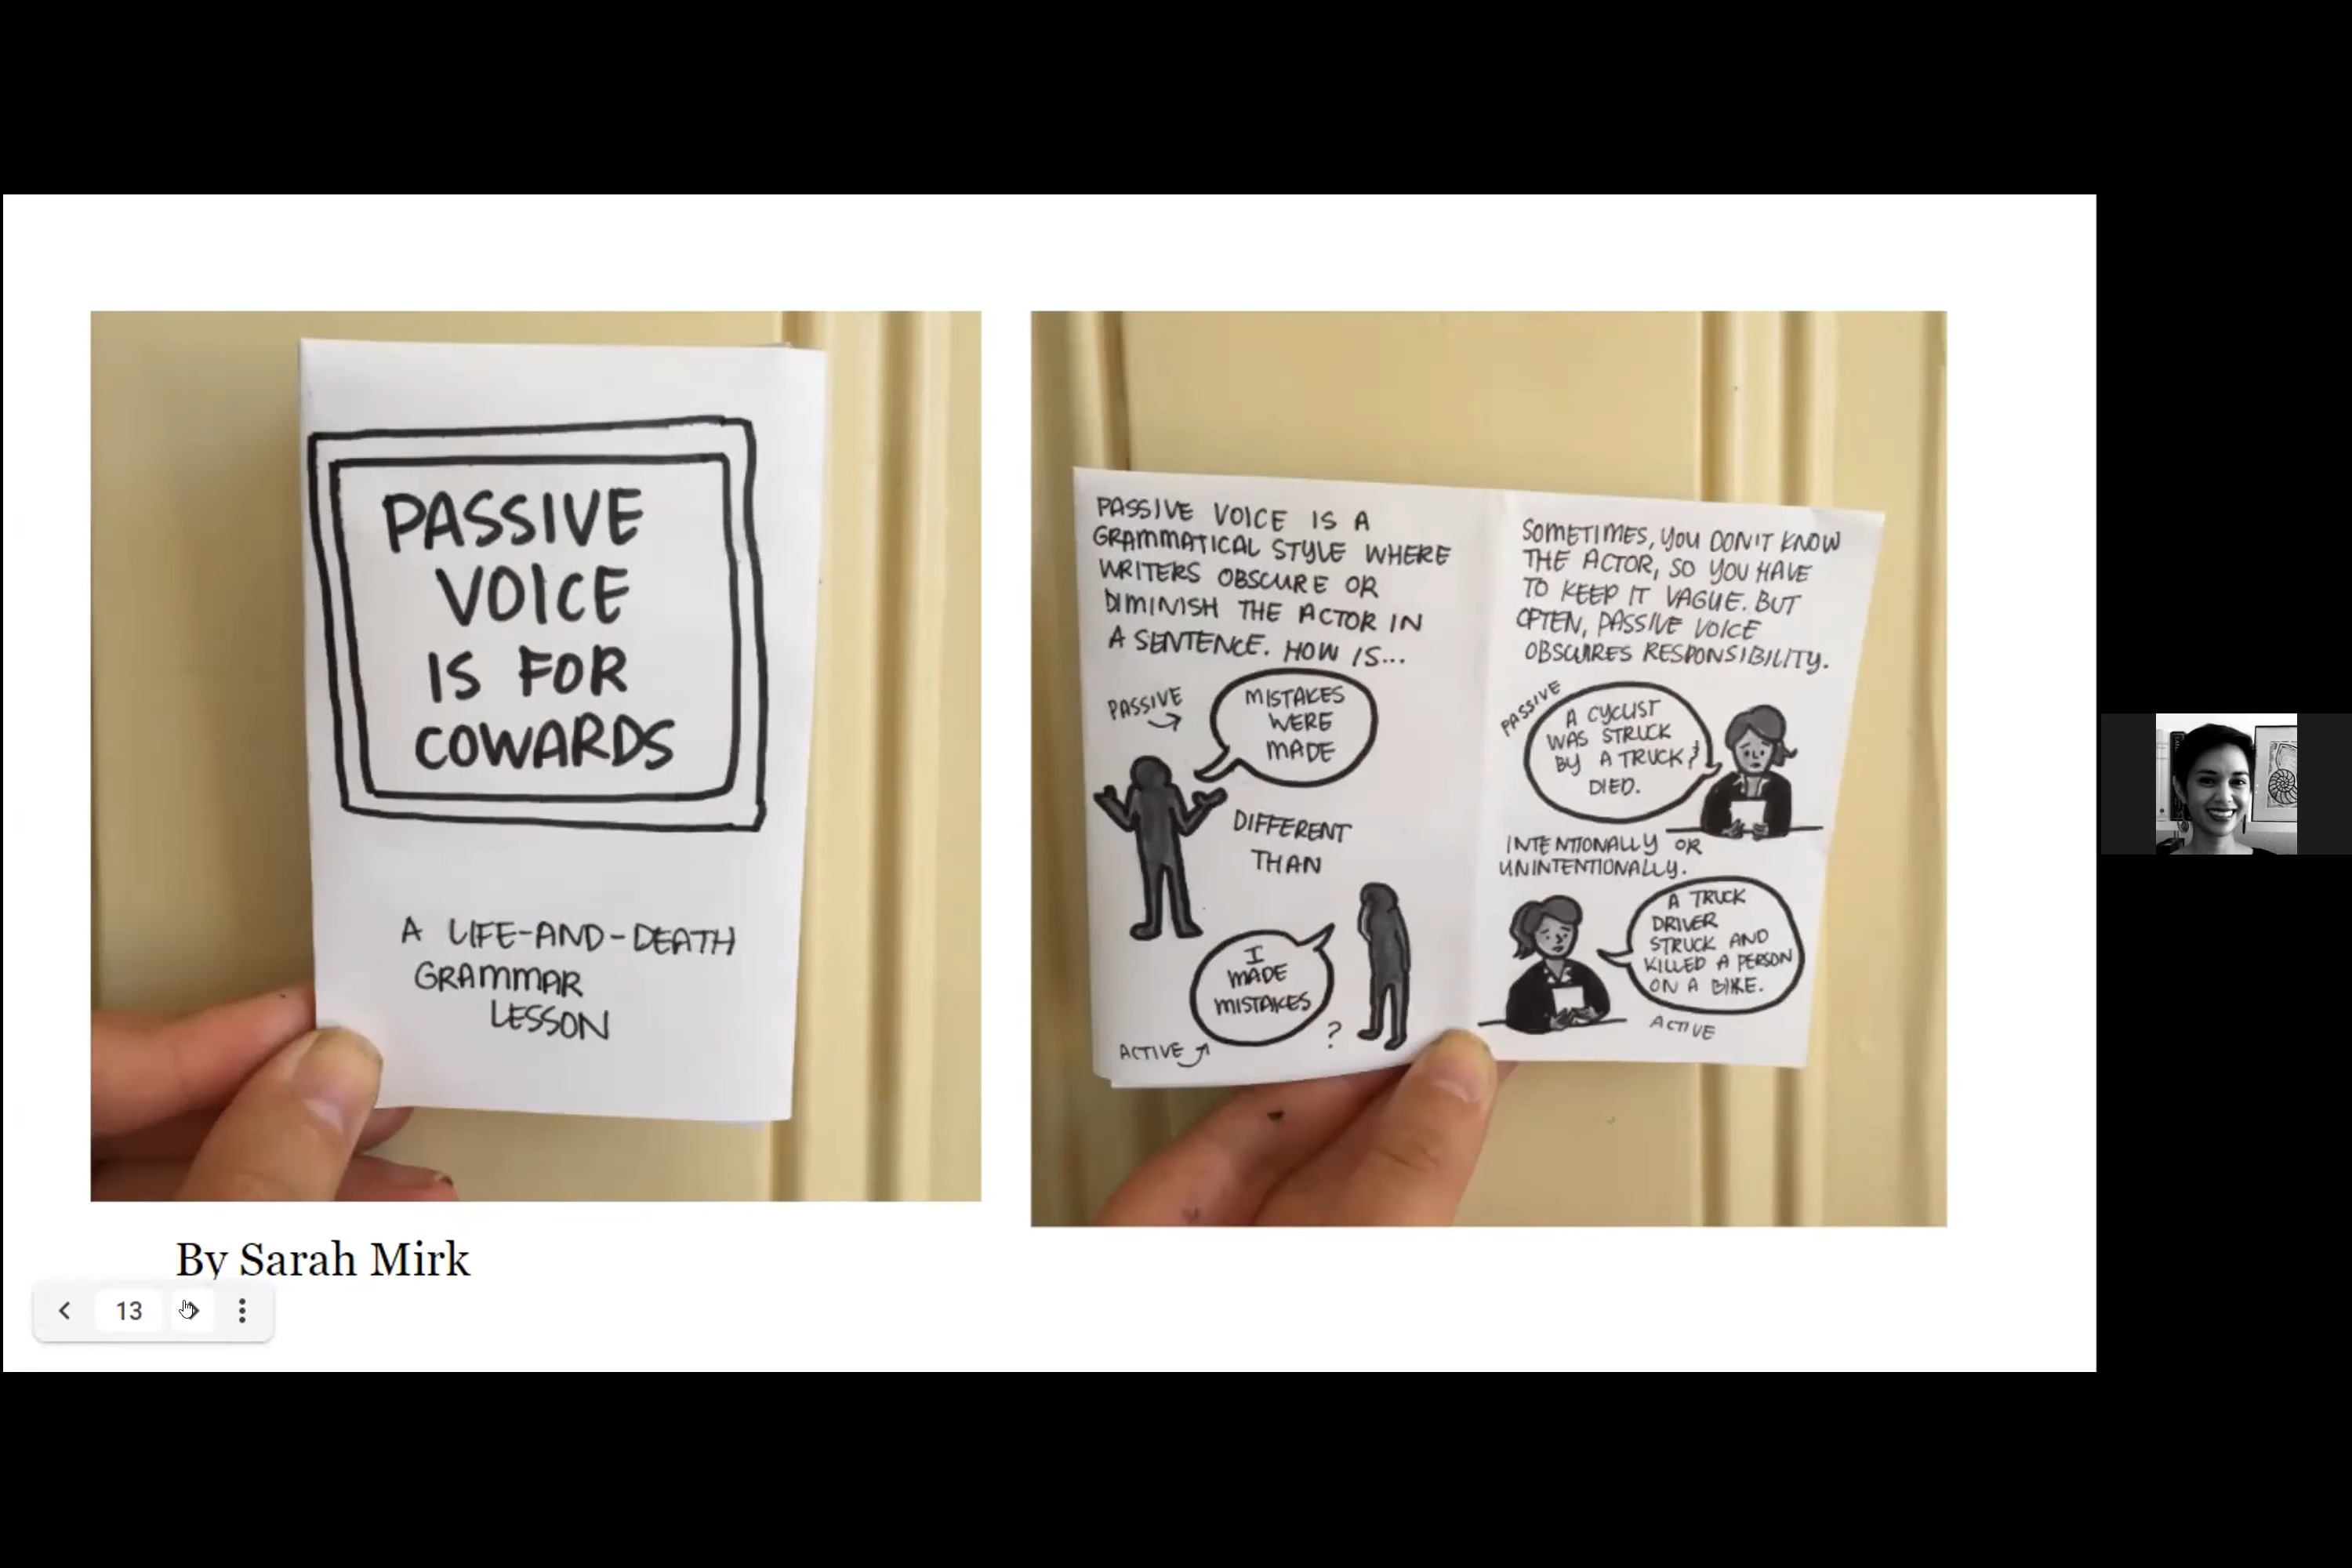 PASSIVE
VOICE
IS FOR
COWARDS
A LIFE-AND-DEATH
GRAMMAR
LESSON
PASSIVE VOICE IS A
GRAMMATICAL STYLE WHERE
WRITERS OBSCURE OR
DIMINISH THE ACTOR IN
A SENTENCE. HOW IS...
PASSIVE
MISTAKES
WERE
MADE
DIFFERENT
THAN
I
MADE
MISTAKES
?
ACTIVE
SOMETIMES, YOU DON'T KNOW
THE ACTOR, SO YOU HAVE
TO KEEP IT VAGUE. BUT
OFTEN, PASSIVE VOICE
OBSCURES RESPONSIBILITY.
PASSIVE
A CYCLIST
WAS STRUCK
BY A TRUCK &
DIED.
INTENTIONALLY OR
UNINTENTIONALLY.
A TRUCK
DRIVER
STRUCK AND
KILLED A PERSON
ON A BIKE.
ACTIVE
By Sarah Mirk
13